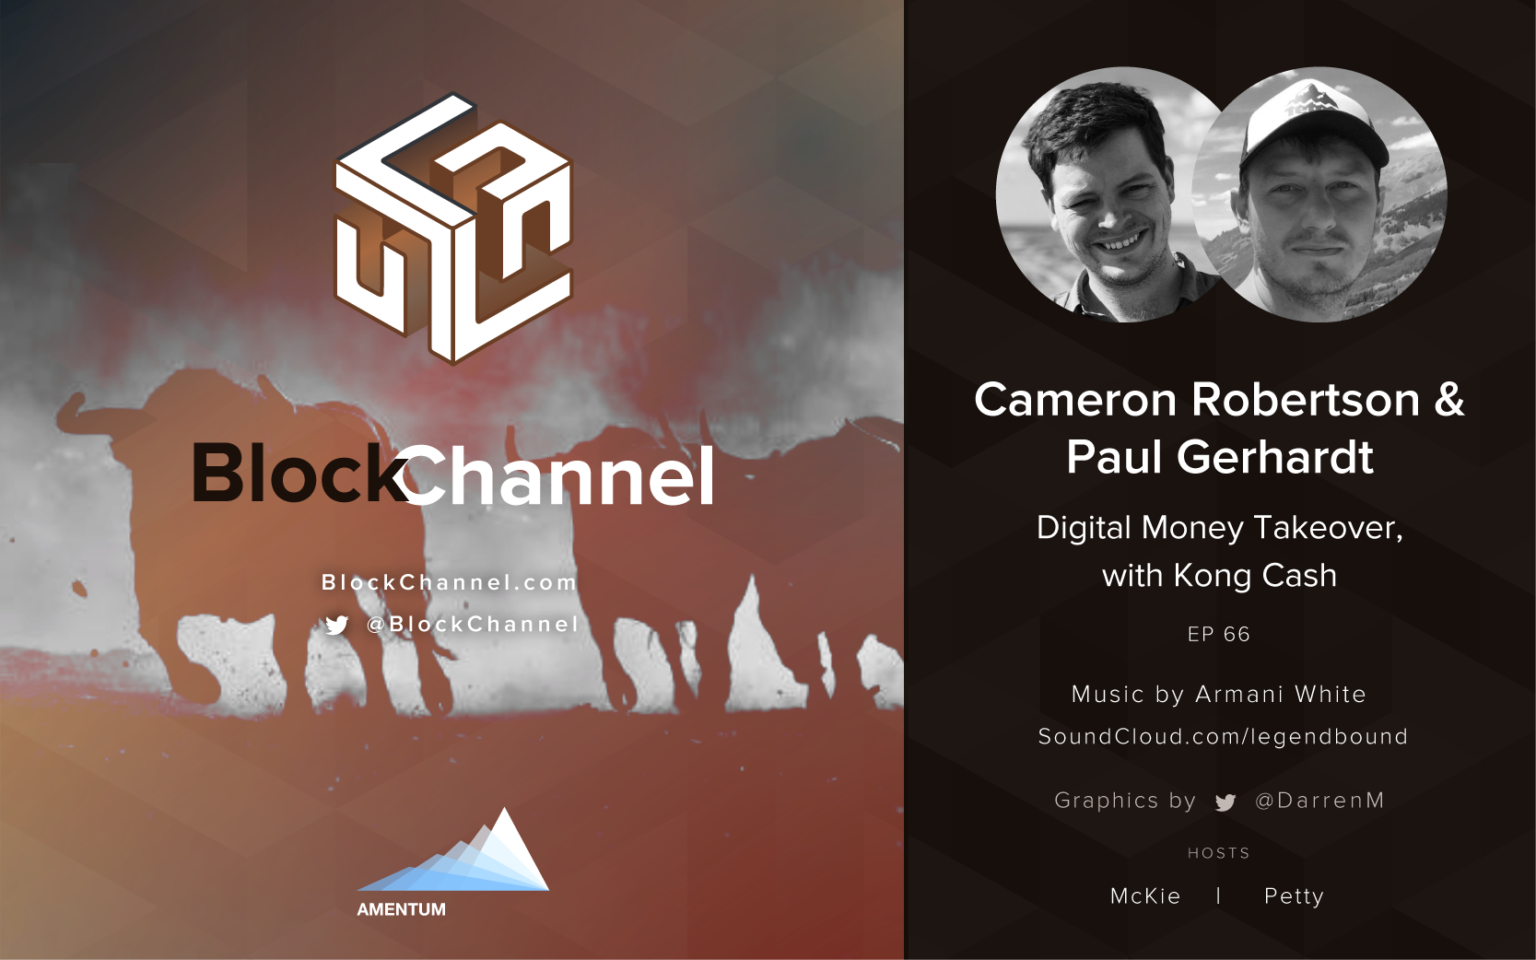 BlockChannel
BlockChannel.com
@BlockChannel
AMENTUM
Cameron Robertson &
Paul Gerhardt
Digital Money Takeover,
with Kong Cash
EP 66
Music by Armani White
SoundCloud.com/legendbound
Graphics by @DarrenM
HOSTS
McKie | Petty